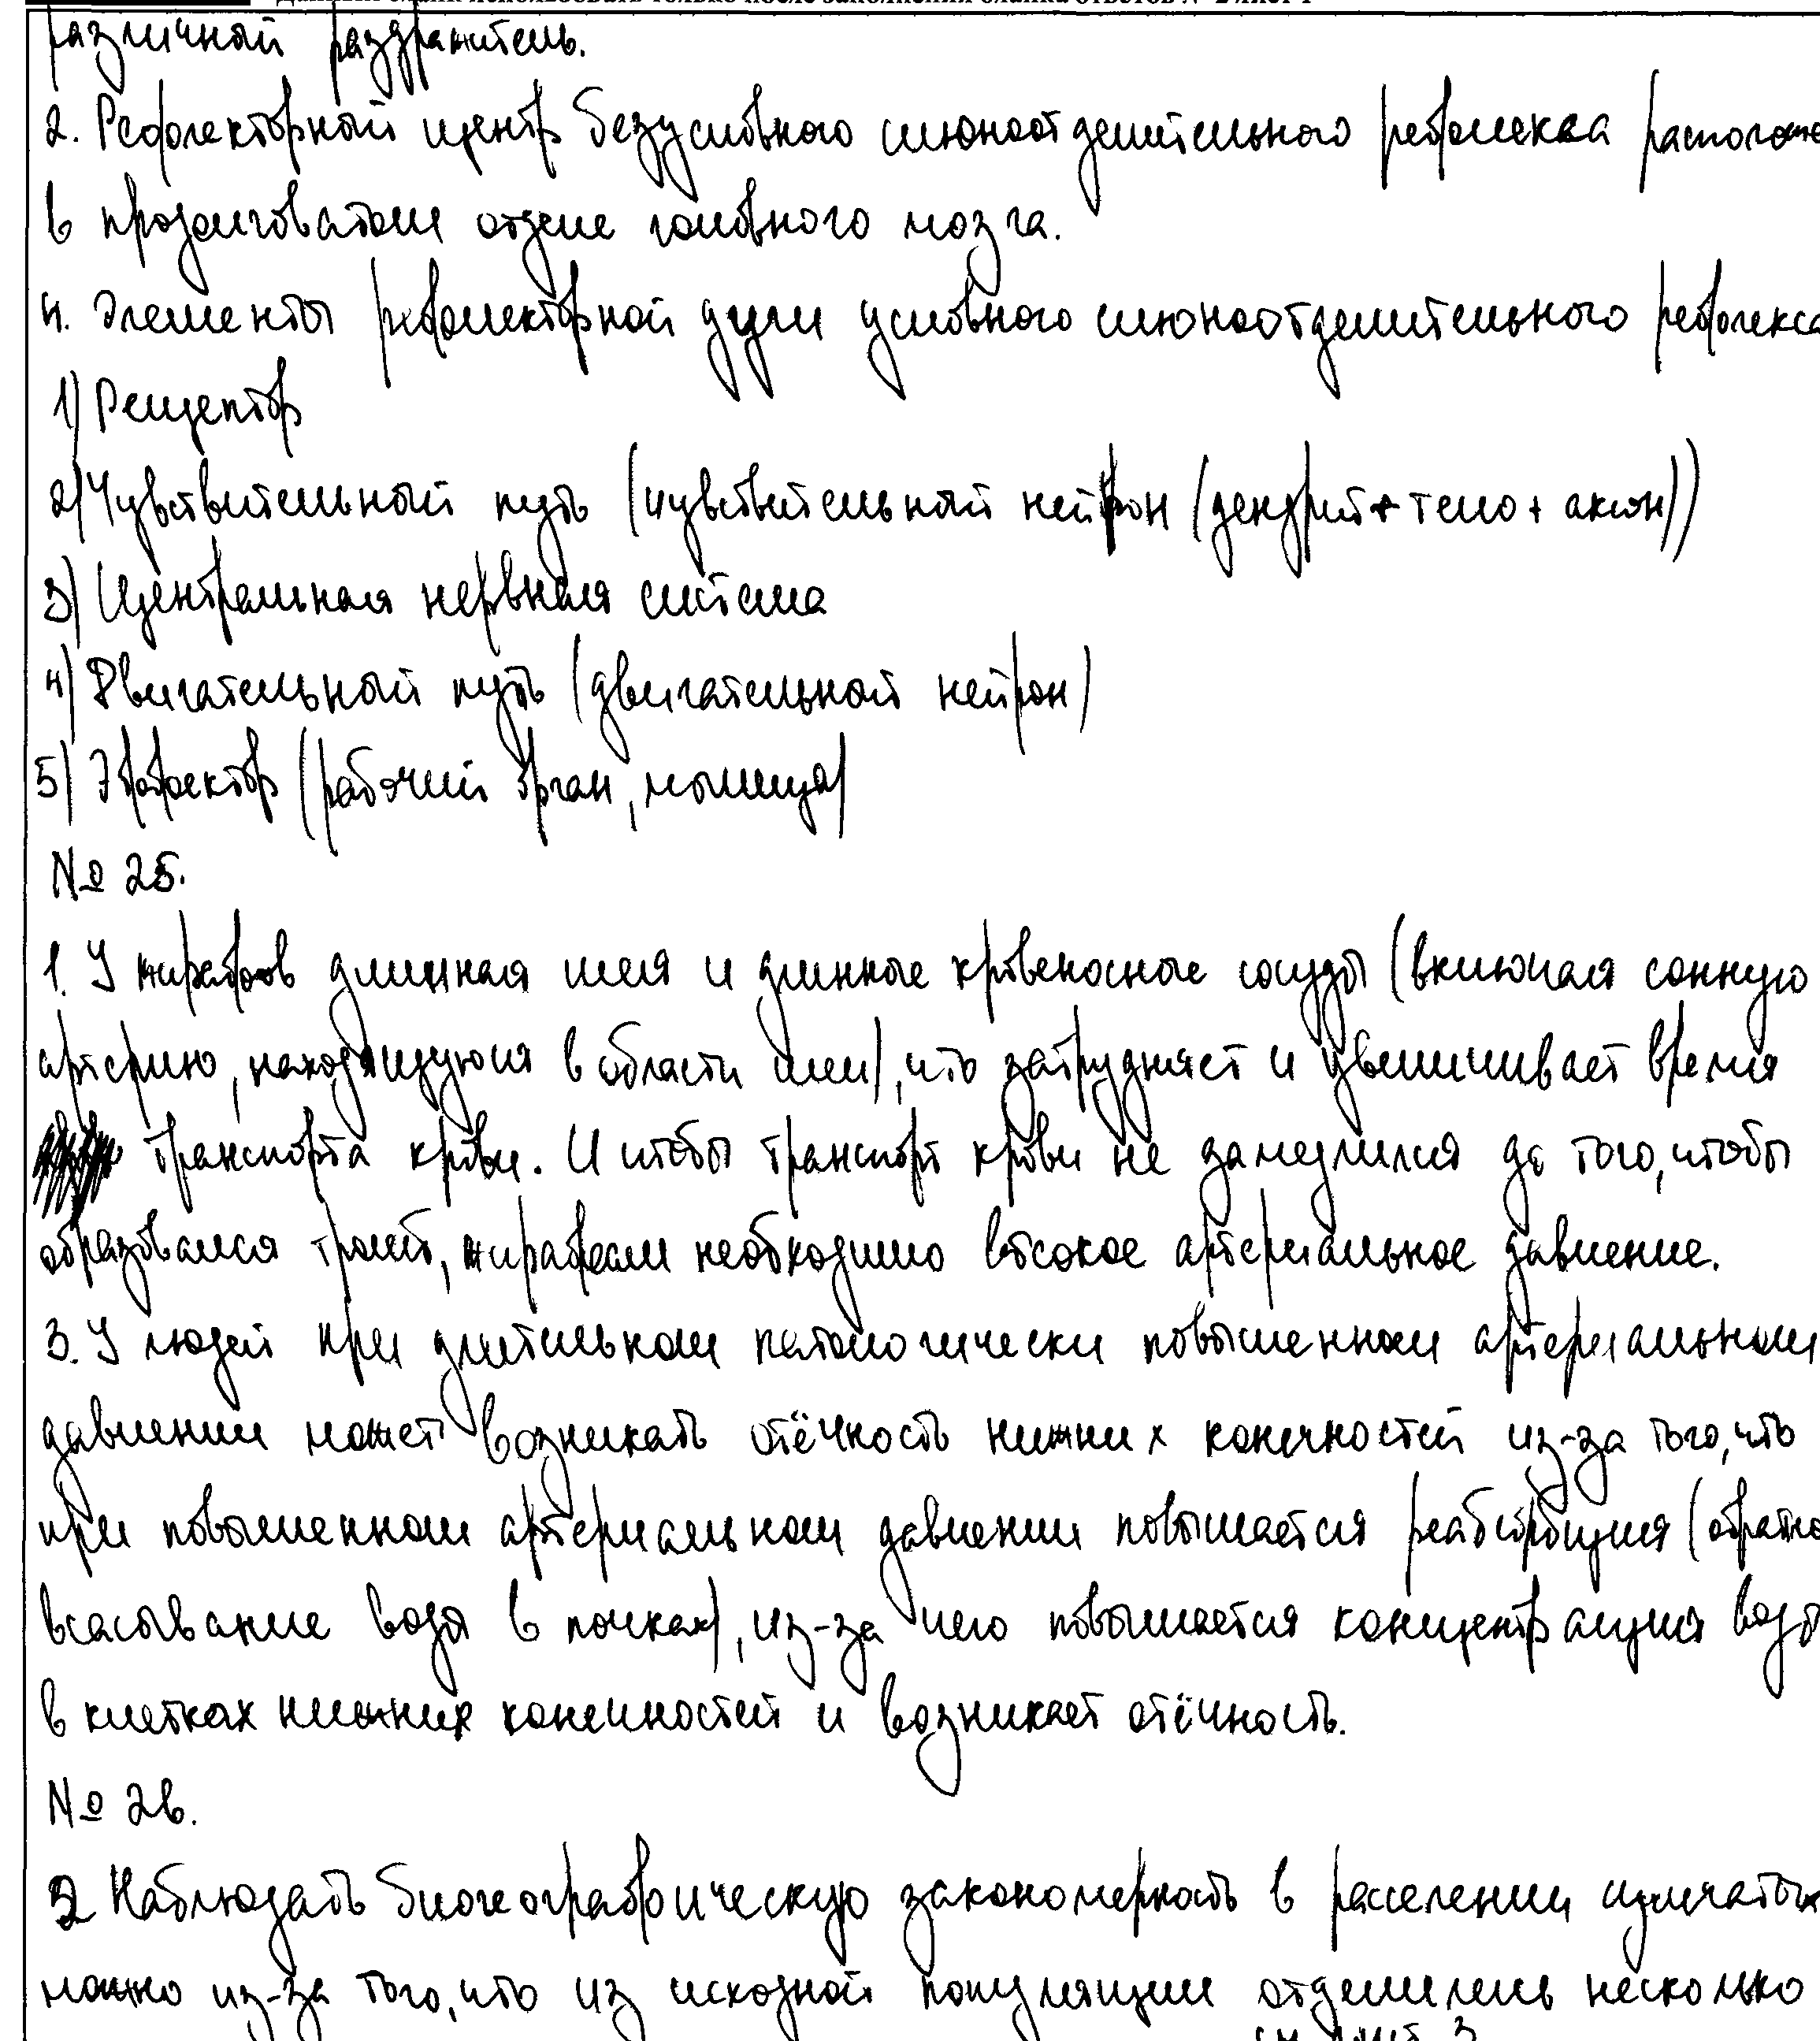 различный раздражитель.
2. Рефлекторный центр безусловного слюноотделительного рефлекса располож
в продолговатом отделе головного мозга.
4. Элементы рефлекторной дуги условного слюноотделительного рефлекса
1) Рецептор
2) Чувствительный путь (чувствительный нейрон (дендрит + тело + аксон))
3) Центральная нервная система
4) Двигательный путь (двигательный нейрон)
5) Эффектор (рабочий орган, мышца)
№ 25.
1. У жирафов длинная шея и длинные кровеносные сосуды (включая сонную
артерию, находящуюся в области шеи), что затрудняет и увеличивает время
транспорта крови. И чтобы транспорт крови не замедлился до того, чтобы
образовался тромб, жирафам необходимо высокое артериальное давление.
3. У людей при длительном патологически повышенном артериальном
давлении может возникать отёчность нижних конечностей из-за того, что
при повышенном артериальном давлении повышается реабсорбция (обратно
всасывание воды в почках), из-за чего повышается концентрация воды
в клетках нижних конечностей и возникает отёчность.
№ 26.
2 Наблюдать биогеографическую закономерность в расселении
можно из-за того, что из исходной популяции отделились несколько
см. лист 3